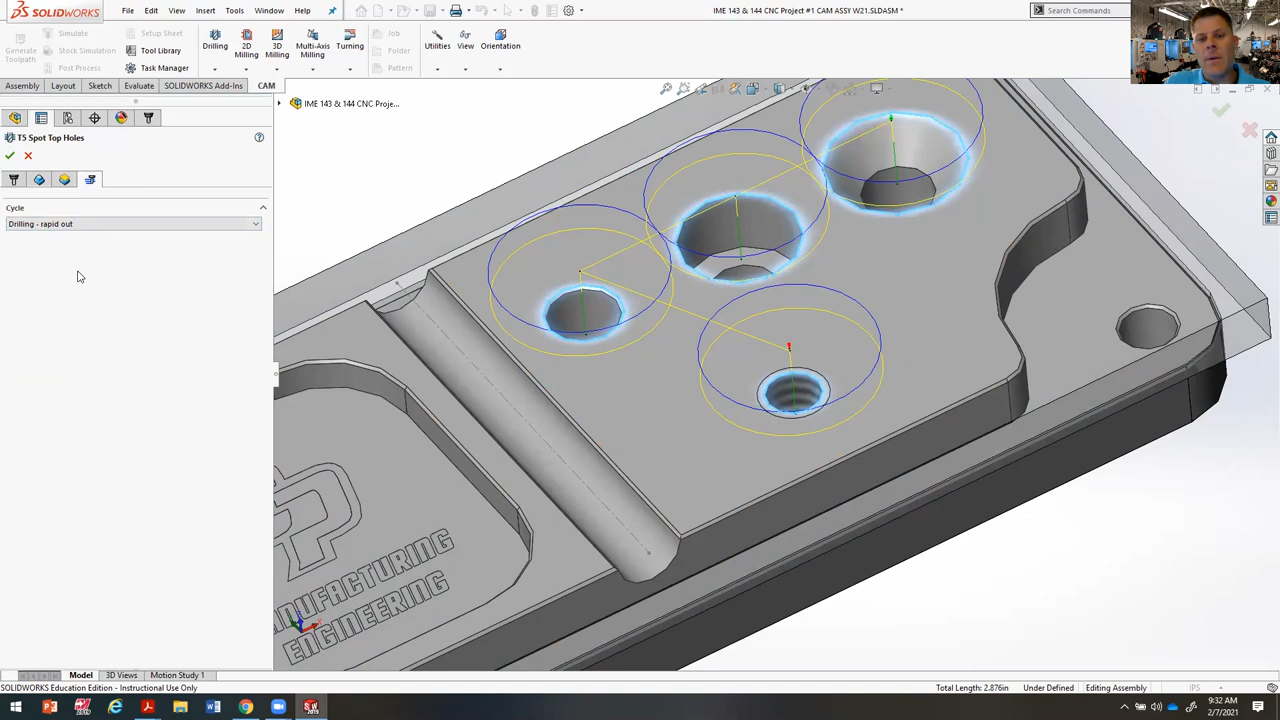 SOLIDWORKS
File Edit View Insert Tools Window Help
IME 143 & 144 CNC Project #1 CAM ASSY W21.SLDASM *
Search Commands
Generate Toolpath
Simulate
Stock Simulation
Post Process
Setup Sheet
Tool Library
Task Manager
Drilling
2D Milling
3D Milling
Multi-Axis Milling
Turning
Job
Folder
Pattern
Utilities
View
Orientation
Assembly Layout Sketch Evaluate SOLIDWORKS Add-Ins CAM
IME 143 & 144 CNC Proje...
T5 Spot Top Holes
Cycle
Drilling - rapid out
ANUFACTURING
ENGINEERING
Model 3D Views Motion Study 1
SOLIDWORKS Education Edition - Instructional Use Only
Total Length: 2.876in Under Defined Editing Assembly IPS
9:32 AM
2/7/2021